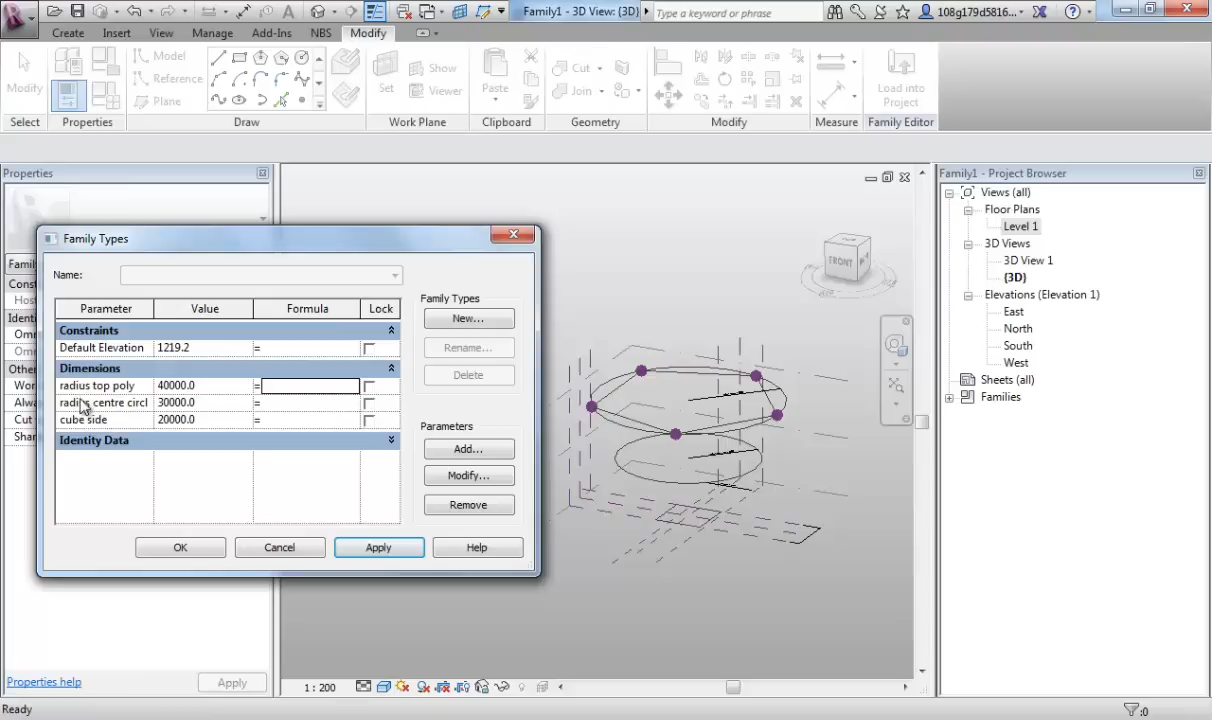 Family1 - 3D View: {3D}
Type a keyword or phrase
108g179d5816...
Create
Insert
View
Manage
Add-Ins
NBS
Modify
Modify
Model
Reference
Plane
Set
Show
Viewer
Paste
Cut
Join
Load into
Project
Select
Properties
Draw
Work Plane
Clipboard
Geometry
Modify
Measure
Family Editor
Properties
Family1 - Project Browser
Views (all)
Floor Plans
Level 1
3D Views
3D View 1
{3D}
Elevations (Elevation 1)
East
North
South
West
Sheets (all)
Families
Family Types
Name:
Parameter
Value
Formula
Lock
Constraints
Default Elevation
1219.2
=
Dimensions
radius top poly
40000.0
=
radius centre circl
30000.0
=
cube side
20000.0
=
Identity Data
Family Types
New...
Rename...
Delete
Parameters
Add...
Modify...
Remove
OK
Cancel
Apply
Help
FRONT
Properties help
Apply
1 : 200
Ready
:0